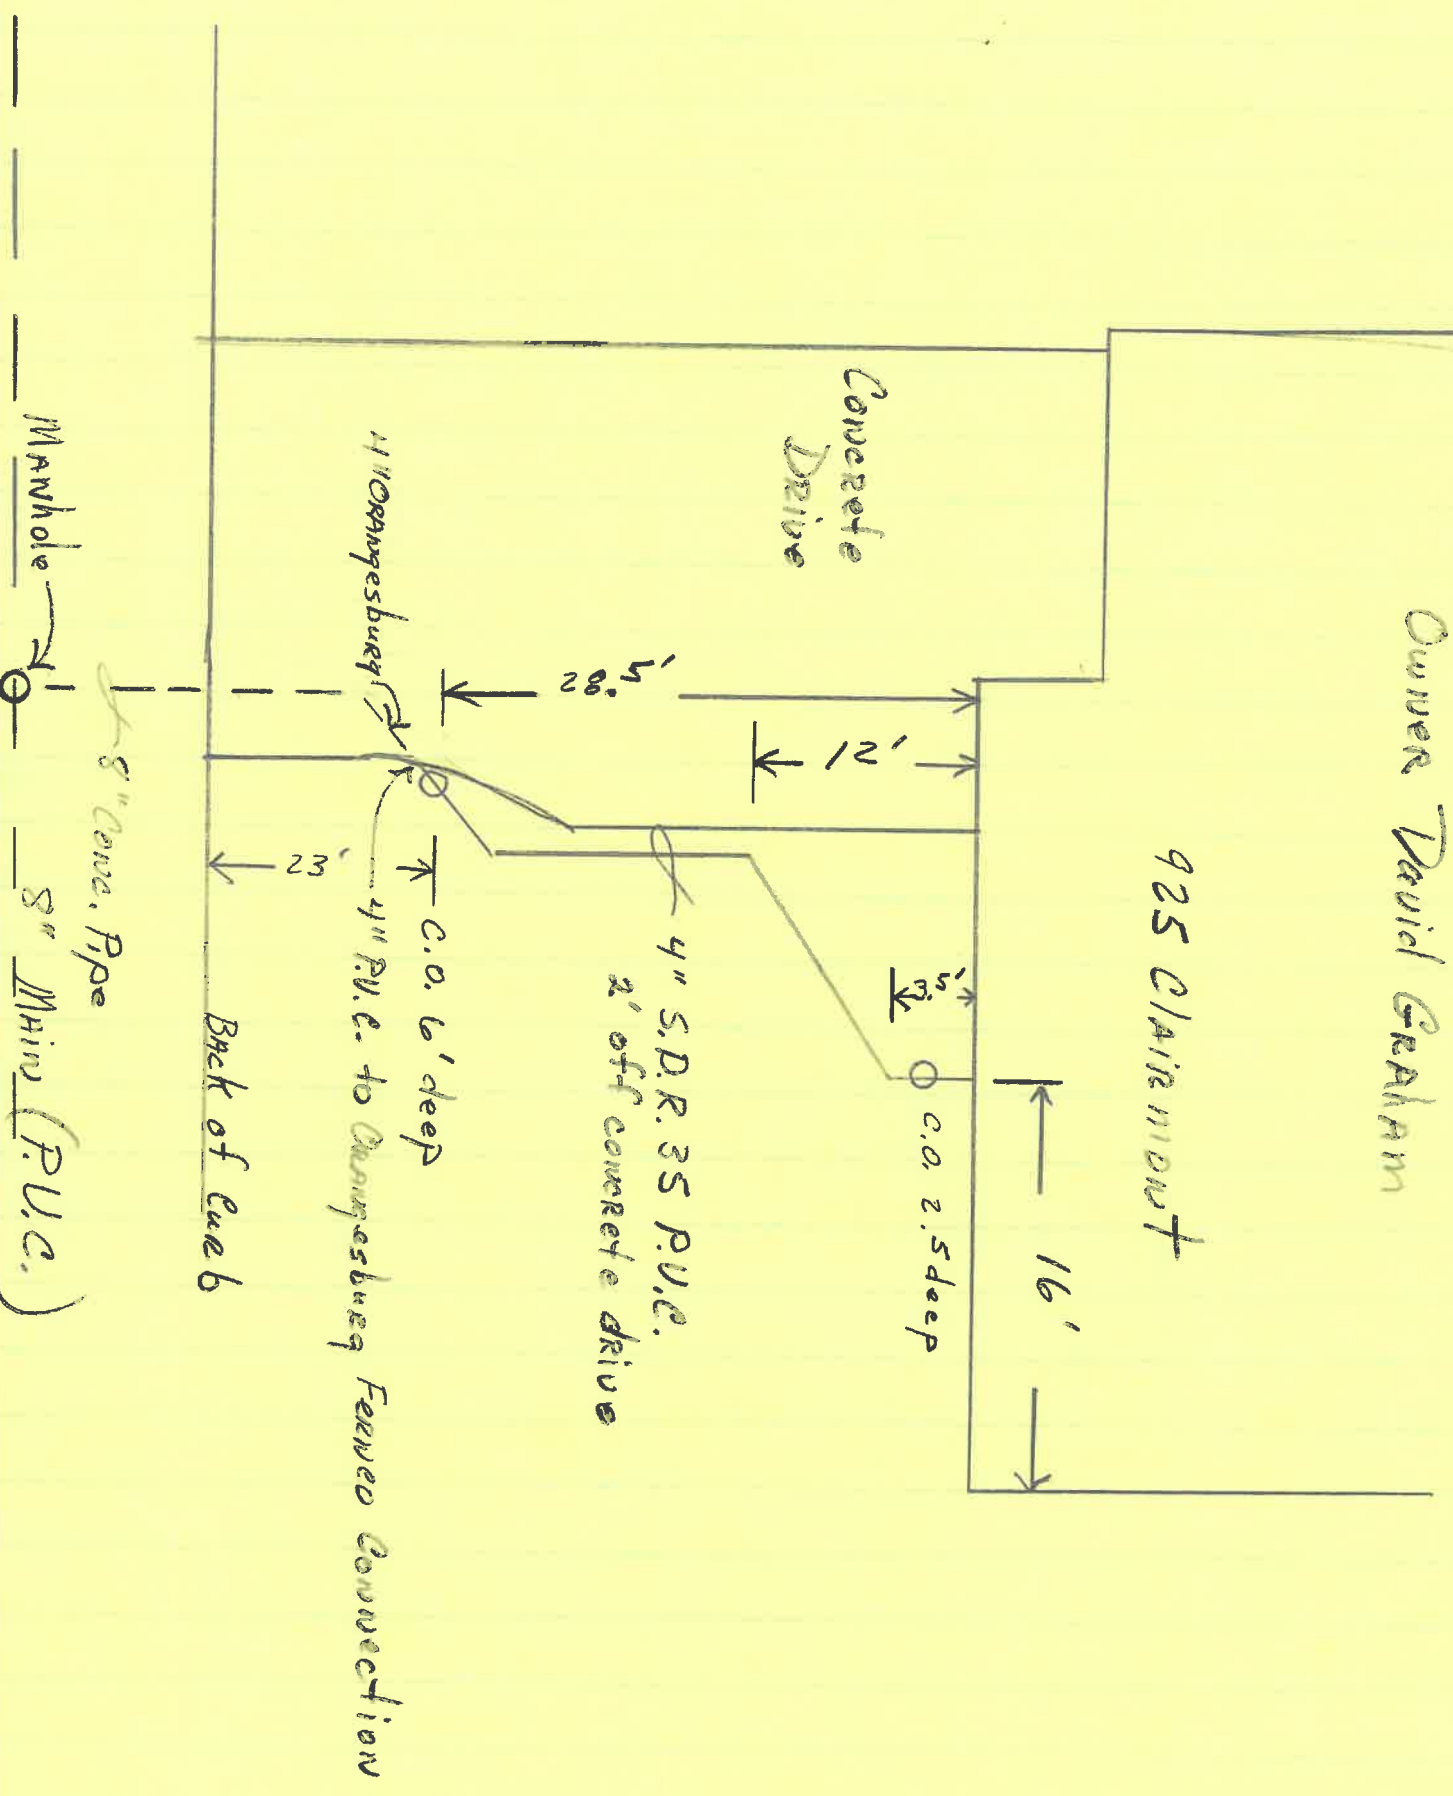 Owner David Graham
925 Clairmont
16'
3.5'
C.O. 2.5 deep
12'
28.5'
Concrete
Drive
4" S.D.R. 35 P.V.C.
2' off concrete drive
C.O. 6' deep
23'
4" Orangesburg
4" P.V.C. to Orangesburg Fernco Connection
Back of Curb
8" Conc. Pipe
Manhole
8" Main (P.V.C.)